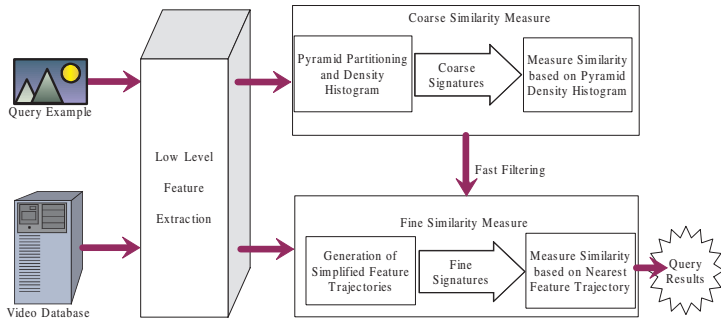 Coarse Similarity Measure
Pyramid Partitioning
and Density
Histogram
Coarse
Signatures
Measure Similarity
based on Pyramid
Density Histogram
Query Example
Low Level
Feature
Extraction
Fast Filtering
Fine Similarity Measure
Generation of
Simplified Feature
Trajectories
Fine
Signatures
Measure Similarity
based on Nearest
Feature Trajectory
Query
Results
Video Database